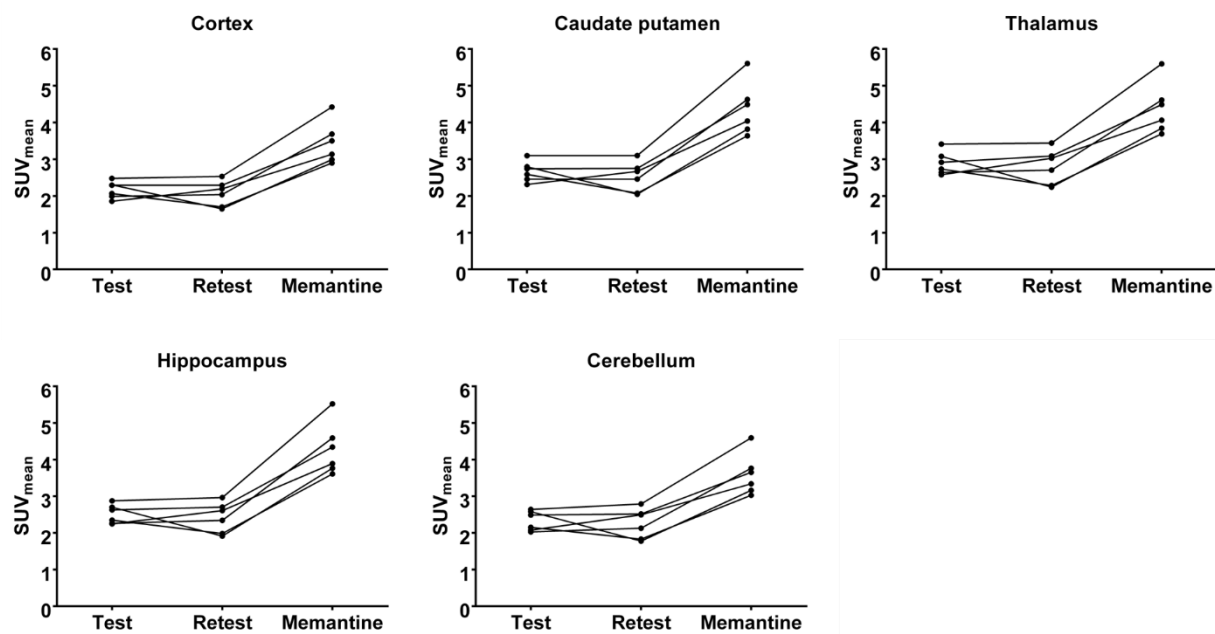 Cortex
6
5
4
3
2
1
0
SUVmean
Test Retest Memantine
Caudate putamen
6
5
4
3
2
1
0
SUVmean
Test Retest Memantine
Thalamus
6
5
4
3
2
1
0
SUVmean
Test Retest Memantine
Hippocampus
6
5
4
3
2
1
0
SUVmean
Test Retest Memantine
Cerebellum
6
5
4
3
2
1
0
SUVmean
Test Retest Memantine